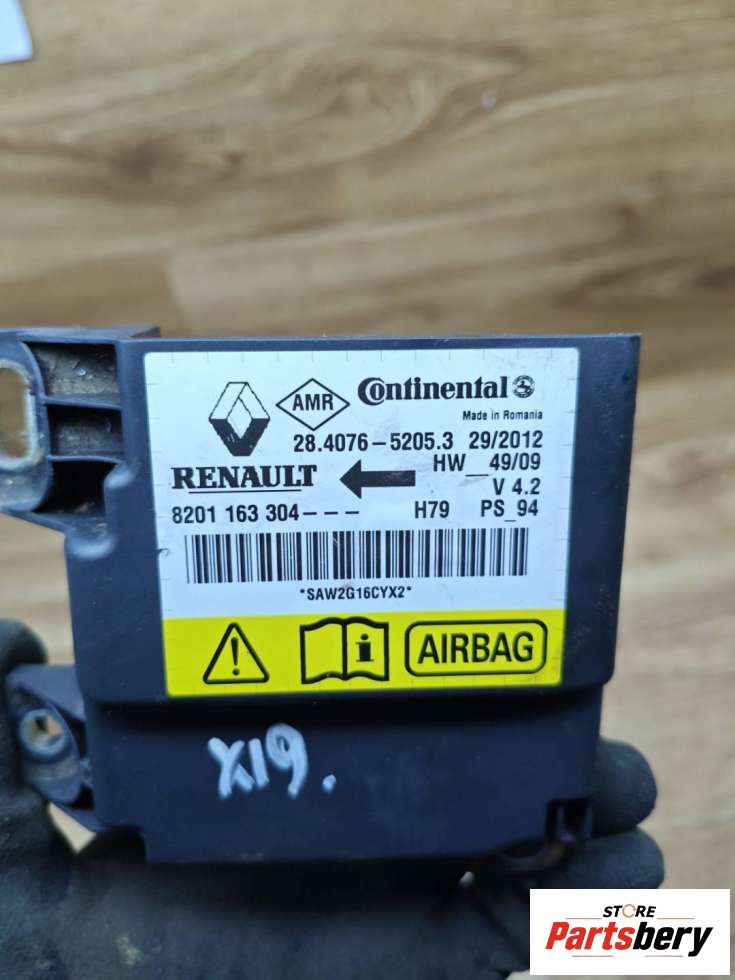 AMR
Continental
Made in Romania
28.4076-5205.3 29/2012
RENAULT
HW_49/09
V 4.2
8201 163 304--- H79 PS_94
*SAW2G16CYX2*
AIRBAG
X19.
STORE
Partsbery